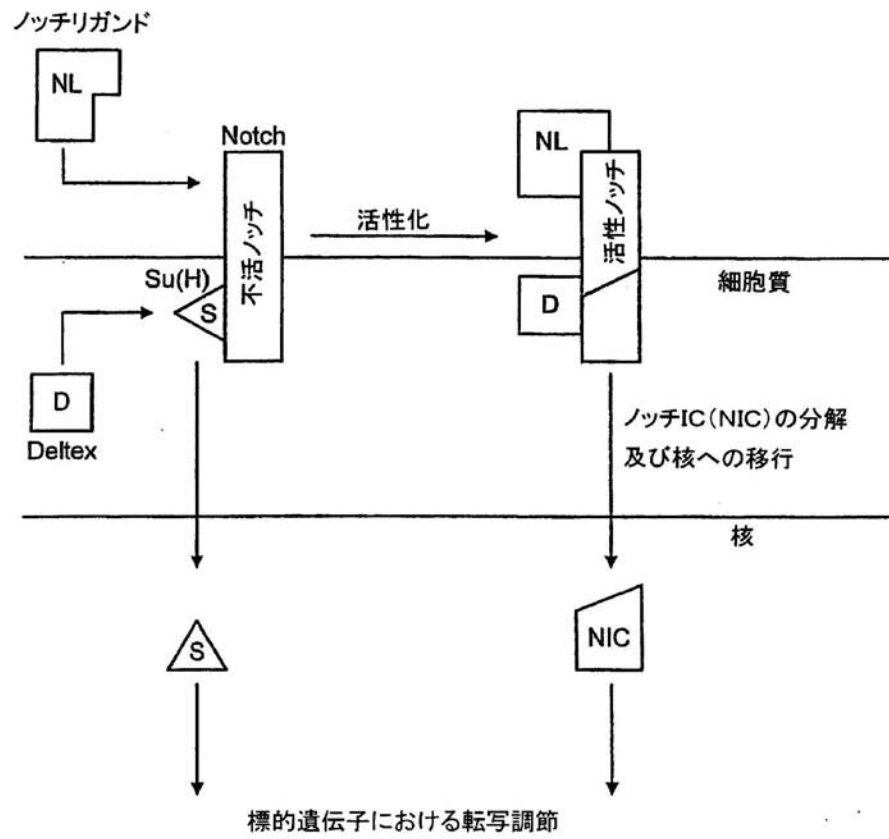 ノッチリガンド
NL
Notch
不活ノッチ
活性化
NL
活性ノッチ
細胞質
Su(H)
S
D
D
Deltex
ノッチIC(NIC)の分解
及び核への移行
核
S
NIC
標的遺伝子における転写調節